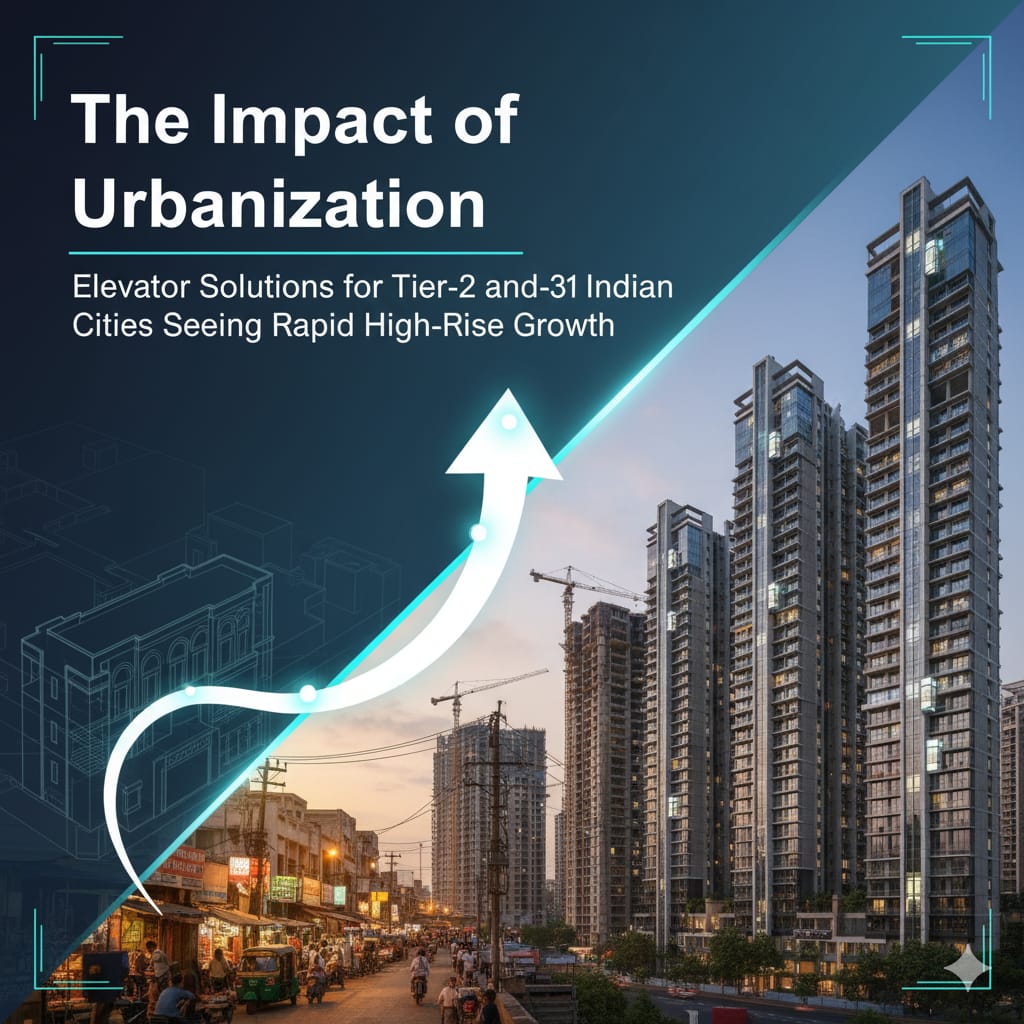 The Impact of
Urbanization
Elevator Solutions for Tier-2 and-31 Indian
Cities Seeing Rapid High-Rise Growth